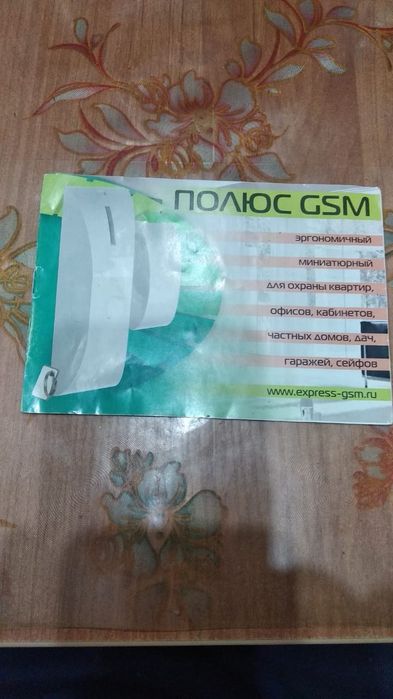 ПОЛЮС GSM
эргономичный
миниатюрный
для охраны квартир,
офисов, кабинетов,
частных домов, дач,
гаражей, сейфов
www.express-gsm.ru